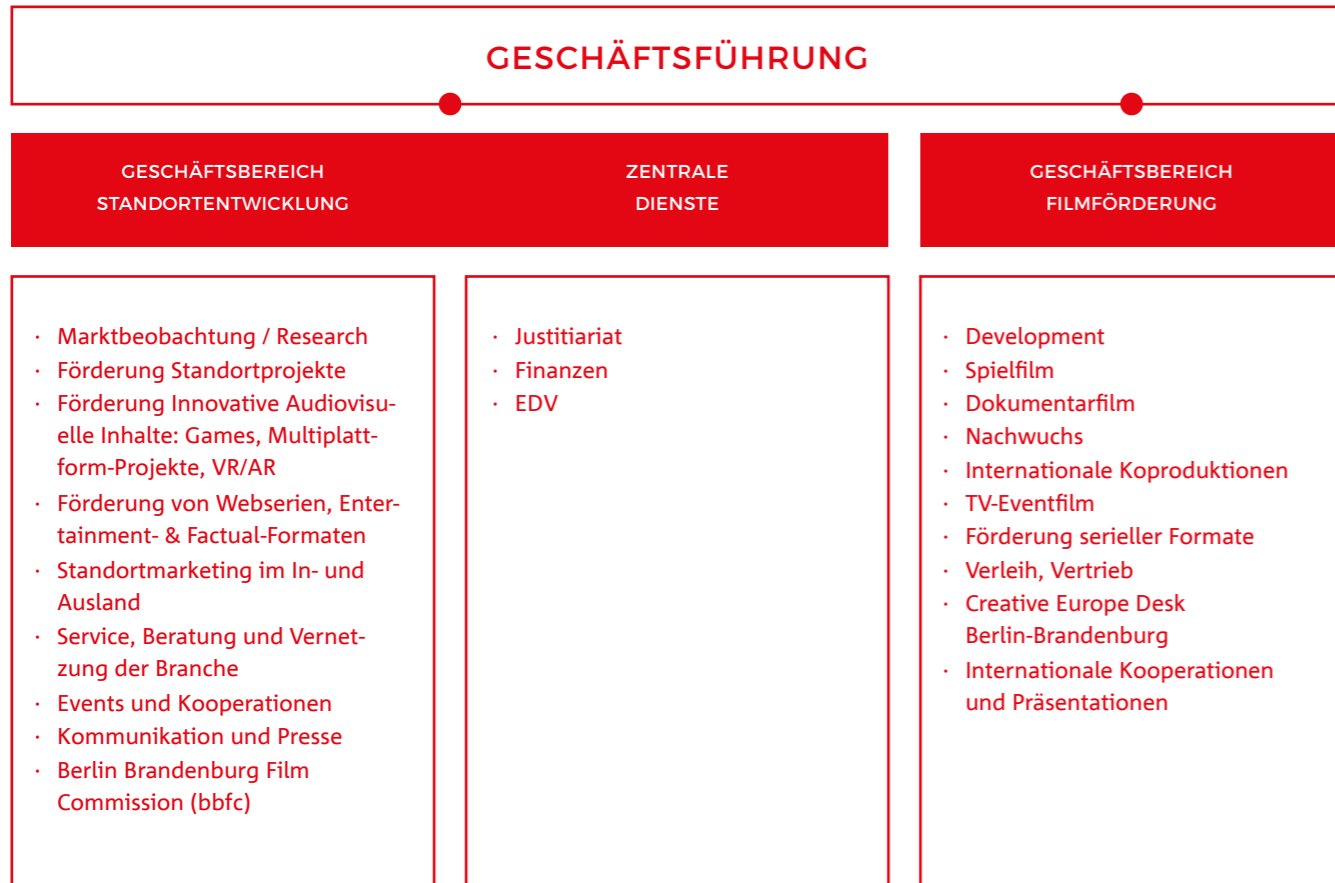 GESCHÄFTSFÜHRUNG
GESCHÄFTSBEREICH
STANDORTENTWICKLUNG
ZENTRALE
DIENSTE
GESCHÄFTSBEREICH
FILMFÖRDERUNG
· Marktbeobachtung / Research
· Förderung Standortprojekte
· Förderung Innovative Audiovisu-
elle Inhalte: Games, Multiplatt-
form-Projekte, VR/AR
· Förderung von Webserien, Enter-
tainment- & Factual-Formaten
· Standortmarketing im In- und
Ausland
· Service, Beratung und Vernet-
zung der Branche
· Events und Kooperationen
· Kommunikation und Presse
· Berlin Brandenburg Film
Commission (bbfc)
· Justitiariat
· Finanzen
· EDV
· Development
· Spielfilm
· Dokumentarfilm
· Nachwuchs
· Internationale Koproduktionen
· TV-Eventfilm
· Förderung serieller Formate
· Verleih, Vertrieb
· Creative Europe Desk
Berlin-Brandenburg
· Internationale Kooperationen
und Präsentationen